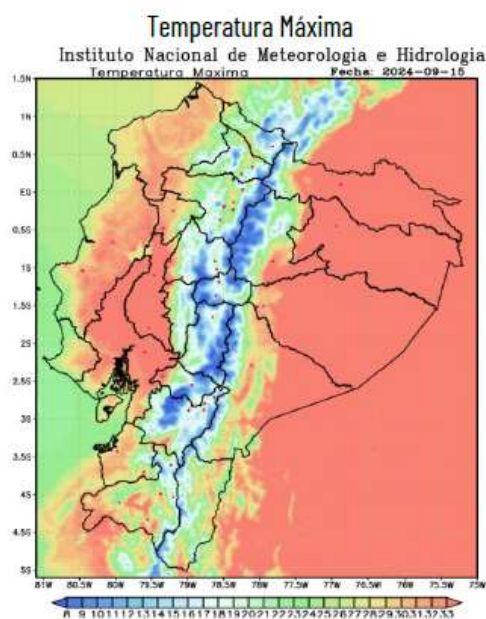 Temperatura Máxima
Instituto Nacional de Meteorologia e Hidrologia
Temperatura Maxima Fecha: 2024-09-15
1.5N
1N
0.5N
EQ
0.5S
1S
1.5S
2S
2.5S
3S
3.5S
4S
4.5S
5S
81W 80.5W 80W 79.5W 79W 78.5W 78W 77.5W 77W 76.5W 76W 75.5W 75W
8 9 10 11 12 13 14 15 16 17 18 19 20 21 22 23 24 25 26 27 28 29 30 31 32 33